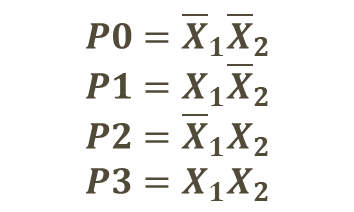 P0 = X̅₁X̅₂
P1 = X₁X̅₂
P2 = X̅₁X₂
P3 = X₁X₂